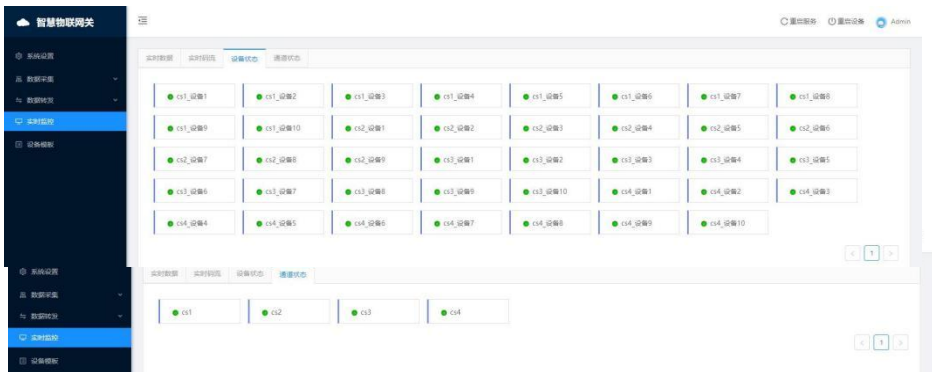 智慧物联网关
重启服务 重启设备 Admin
系统设置
数据采集
数据转发
实时监控
设备模板
实时数据 实时码流 设备状态 通道状态
cs1_设备1 cs1_设备2 cs1_设备3 cs1_设备4 cs1_设备5 cs1_设备6 cs1_设备7 cs1_设备8
cs1_设备9 cs1_设备10 cs2_设备1 cs2_设备2 cs2_设备3 cs2_设备4 cs2_设备5 cs2_设备6
cs2_设备7 cs2_设备8 cs2_设备9 cs3_设备1 cs3_设备2 cs3_设备3 cs3_设备4 cs3_设备5
cs3_设备6 cs3_设备7 cs3_设备8 cs3_设备9 cs3_设备10 cs4_设备1 cs4_设备2 cs4_设备3
cs4_设备4 cs4_设备5 cs4_设备6 cs4_设备7 cs4_设备8 cs4_设备9 cs4_设备10
< 1 >
系统设置
数据采集
数据转发
实时监控
设备模板
实时数据 实时码流 设备状态 通道状态
cs1 cs2 cs3 cs4
< 1 >